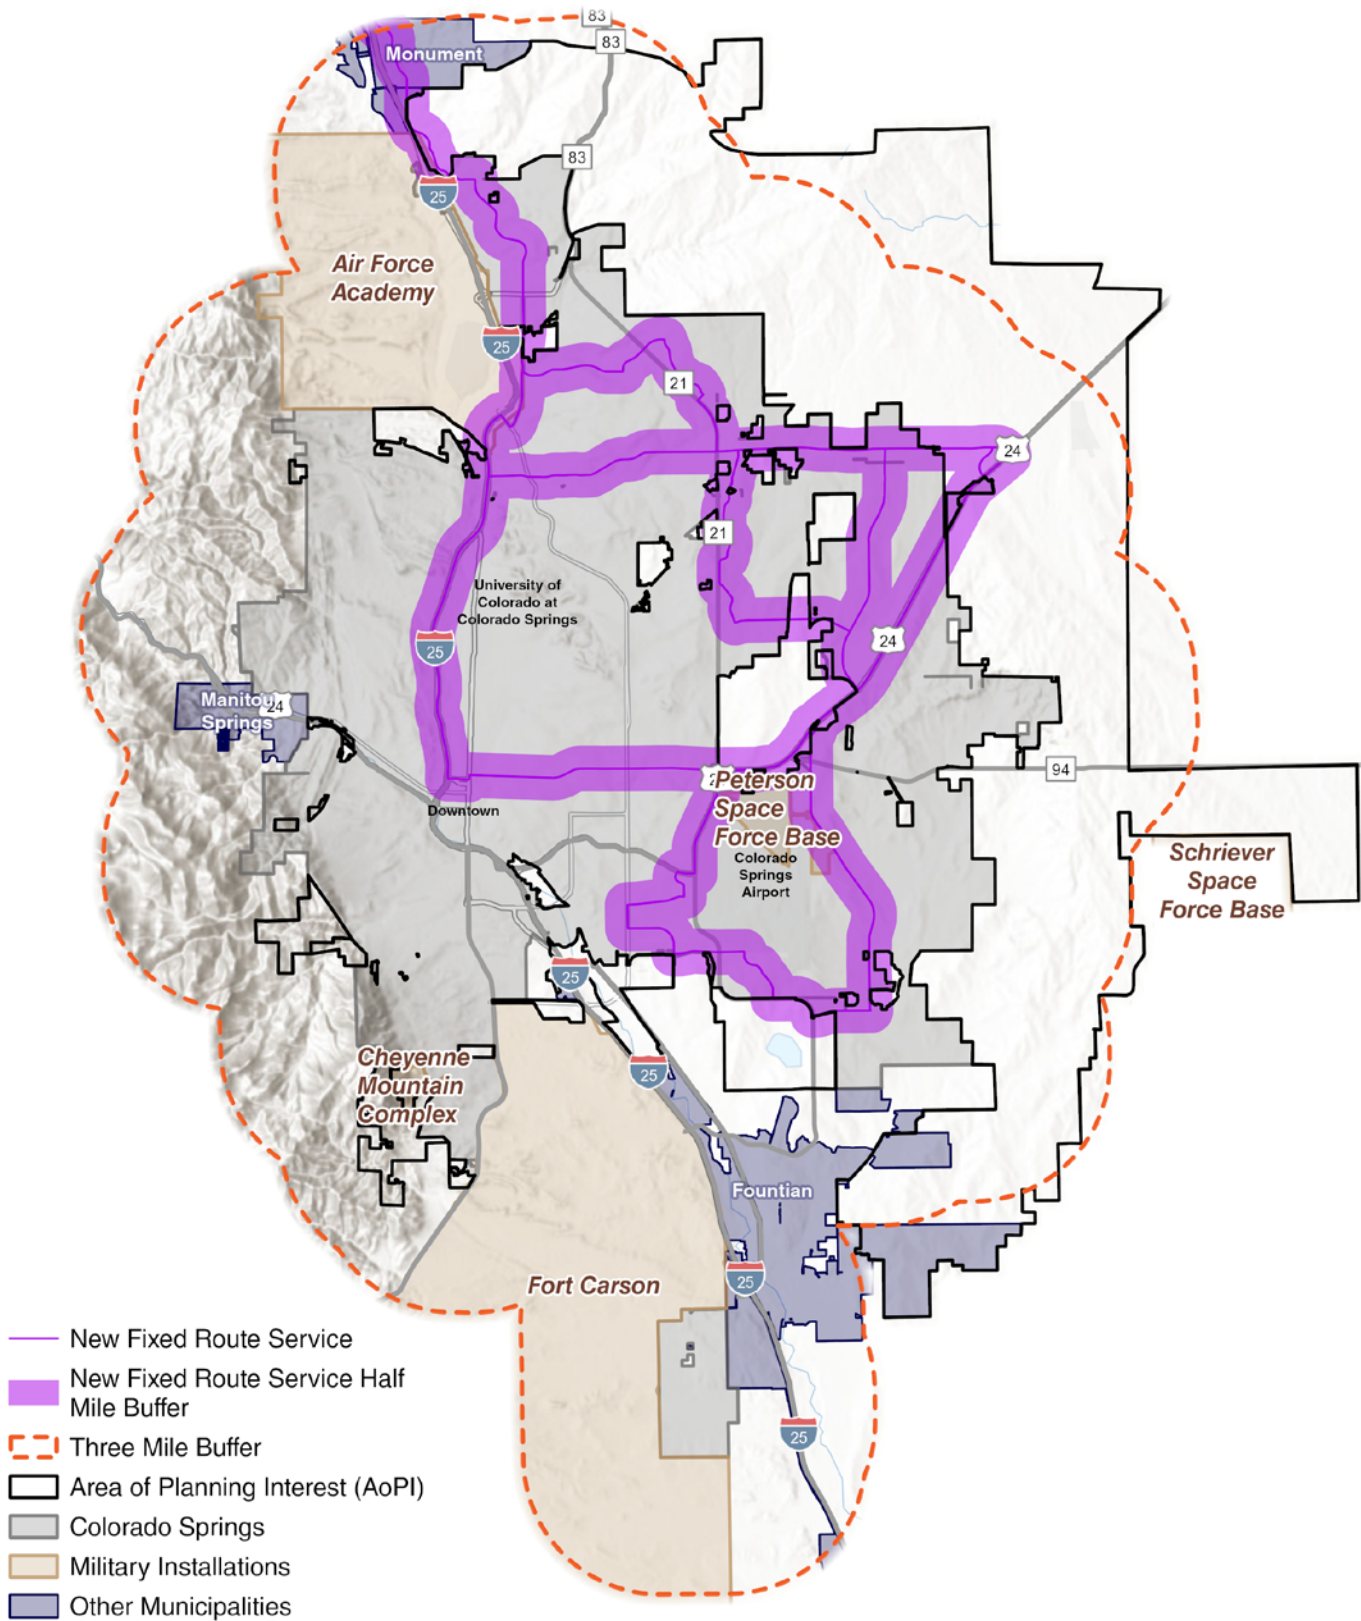 83
83
Monument
83
25
Air Force
Academy
25
21
24
21
University of
Colorado at
Colorado Springs
24
25
Manitou
Springs
24
94
Peterson
Space
Force Base
Downtown
Colorado
Springs
Airport
Schriever
Space
Force Base
25
Cheyenne
Mountain
Complex
25
Fountian
Fort Carson
25
25
New Fixed Route Service
New Fixed Route Service Half
Mile Buffer
Three Mile Buffer
Area of Planning Interest (AoPI)
Colorado Springs
Military Installations
Other Municipalities